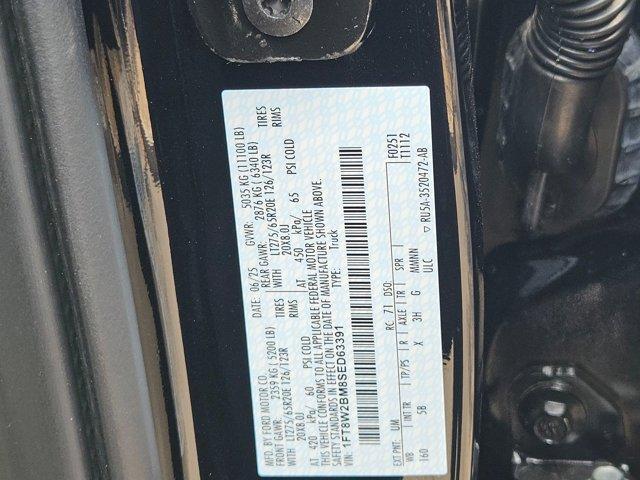 MFD. BY FORD MOTOR CO.
DATE: 06/25 GVWR: 5035 KG (11100 LB)
FRONT GAWR: 2359 KG (5200 LB) REAR GAWR: 2876 KG (6340 LB)
LT275/65R20E 126/123R TIRES WITH LT275/65R20E 126/123R TIRES
20X8.0J RIMS 20X8.0J RIMS
AT 420 kPa/ 60 PSI COLD AT 450 kPa/ 65 PSI COLD
THIS VEHICLE CONFORMS TO ALL APPLICABLE FEDERAL MOTOR VEHICLE
SAFETY STANDARDS IN EFFECT ON THE DATE OF MANUFACTURE SHOWN ABOVE.
VIN: 1FT8W2BM8SED63391 TYPE: Truck
F0251
T1112
EXT PNT: UM RC: 71 DSO:
WB INT TR TP/PS R AXLE TR SPR
160 5B X 3H G MMNNN
ULC ▽ RU5A-3520472-AB